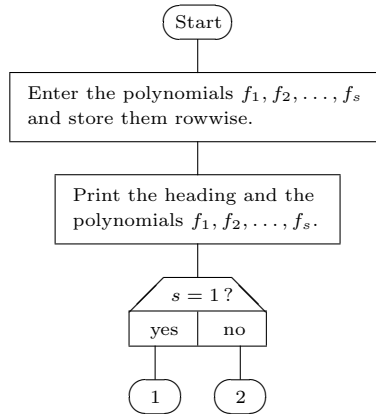 Start
Enter the polynomials f₁, f₂, . . . , fₛ
and store them rowwise.
Print the heading and the
polynomials f₁, f₂, . . . , fₛ.
s = 1 ?
yes no
1 2